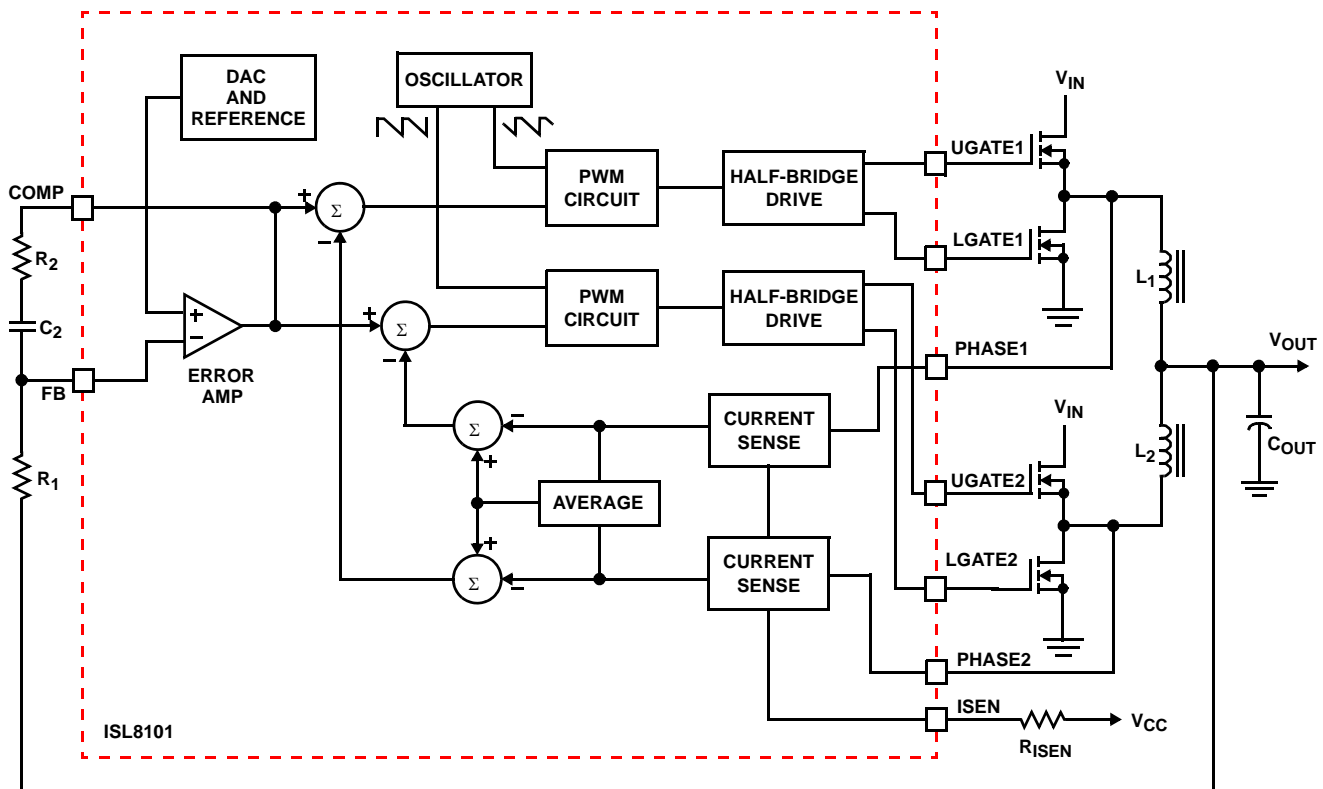 DAC
AND
REFERENCE
OSCILLATOR
VIN
UGATE1
COMP
+
Σ
−
PWM
CIRCUIT
HALF-BRIDGE
DRIVE
LGATE1
R2
L1
C2
+
−
ERROR
AMP
+
Σ
−
PWM
CIRCUIT
HALF-BRIDGE
DRIVE
PHASE1
VOUT
FB
R1
Σ
−
+
CURRENT
SENSE
VIN
L2
COUT
AVERAGE
UGATE2
+
Σ
−
CURRENT
SENSE
LGATE2
PHASE2
ISEN
RISEN
VCC
ISL8101